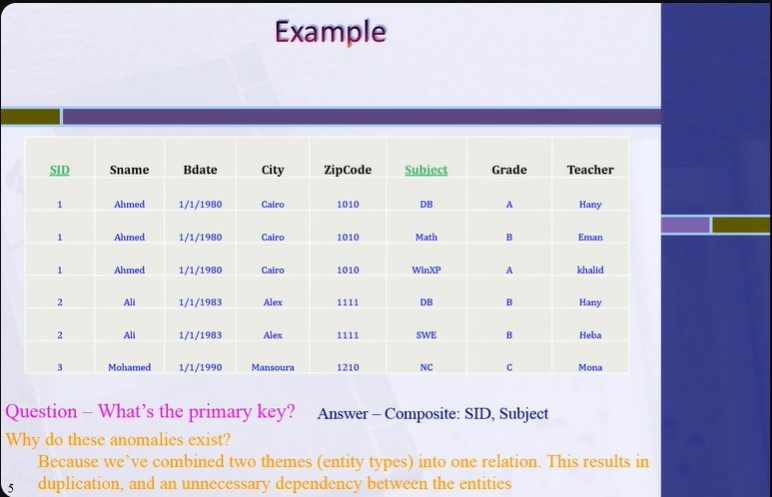 Example
SID Sname Bdate City ZipCode Subject Grade Teacher
1 Ahmed 1/1/1980 Cairo 1010 DB A Hany
1 Ahmed 1/1/1980 Cairo 1010 Math B Eman
1 Ahmed 1/1/1980 Cairo 1010 WinXP A khalid
2 Ali 1/1/1983 Alex 1111 DB B Hany
2 Ali 1/1/1983 Alex 1111 SWE B Heba
3 Mohamed 1/1/1990 Mansoura 1210 NC C Mona
Question – What's the primary key? Answer – Composite: SID, Subject
Why do these anomalies exist?
Because we've combined two themes (entity types) into one relation. This results in
duplication, and an unnecessary dependency between the entities
5